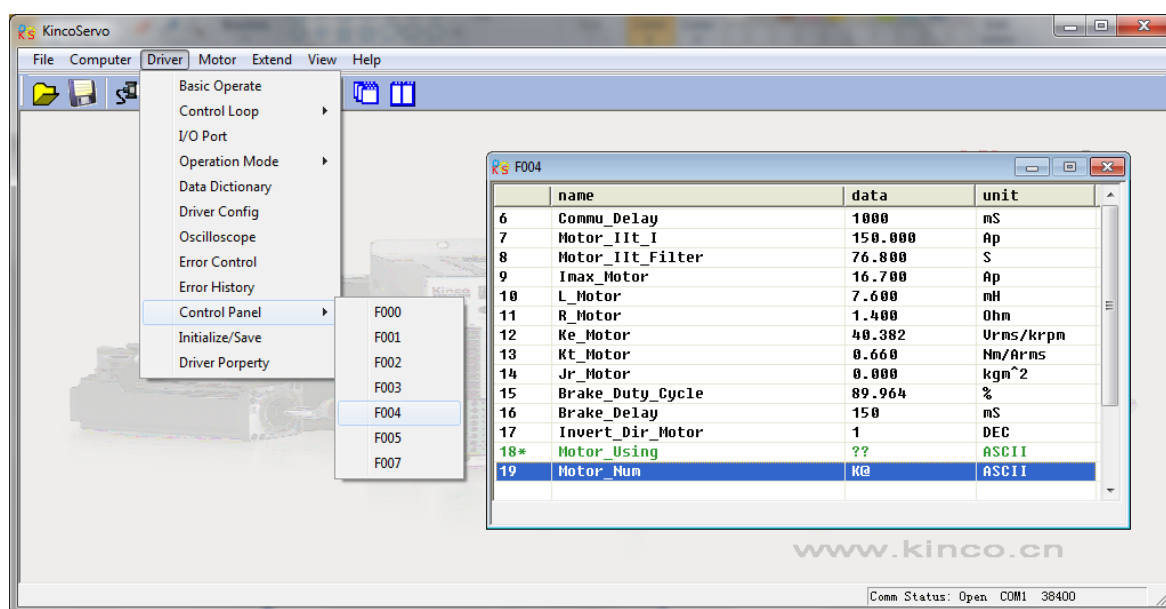 KincoServo
File Computer Driver Motor Extend View Help
Basic Operate
Control Loop
I/O Port
Operation Mode
Data Dictionary
Driver Config
Oscilloscope
Error Control
Error History
Control Panel
Initialize/Save
Driver Porperty
F000
F001
F002
F003
F004
F005
F007
F004
name data unit
6 Commu_Delay 1000 mS
7 Motor_IIt_I 150.000 Ap
8 Motor_IIt_Filter 76.800 S
9 Imax_Motor 16.700 Ap
10 L_Motor 7.600 mH
11 R_Motor 1.400 Ohm
12 Ke_Motor 40.382 Vrms/krpm
13 Kt_Motor 0.660 Nm/Arms
14 Jr_Motor 0.000 kgm^2
15 Brake_Duty_Cycle 89.964 %
16 Brake_Delay 150 mS
17 Invert_Dir_Motor 1 DEC
18* Motor_Using ?? ASCII
19 Motor_Num K@ ASCII
Kinco
www.kinco.cn
Comm Status: Open COM1 38400